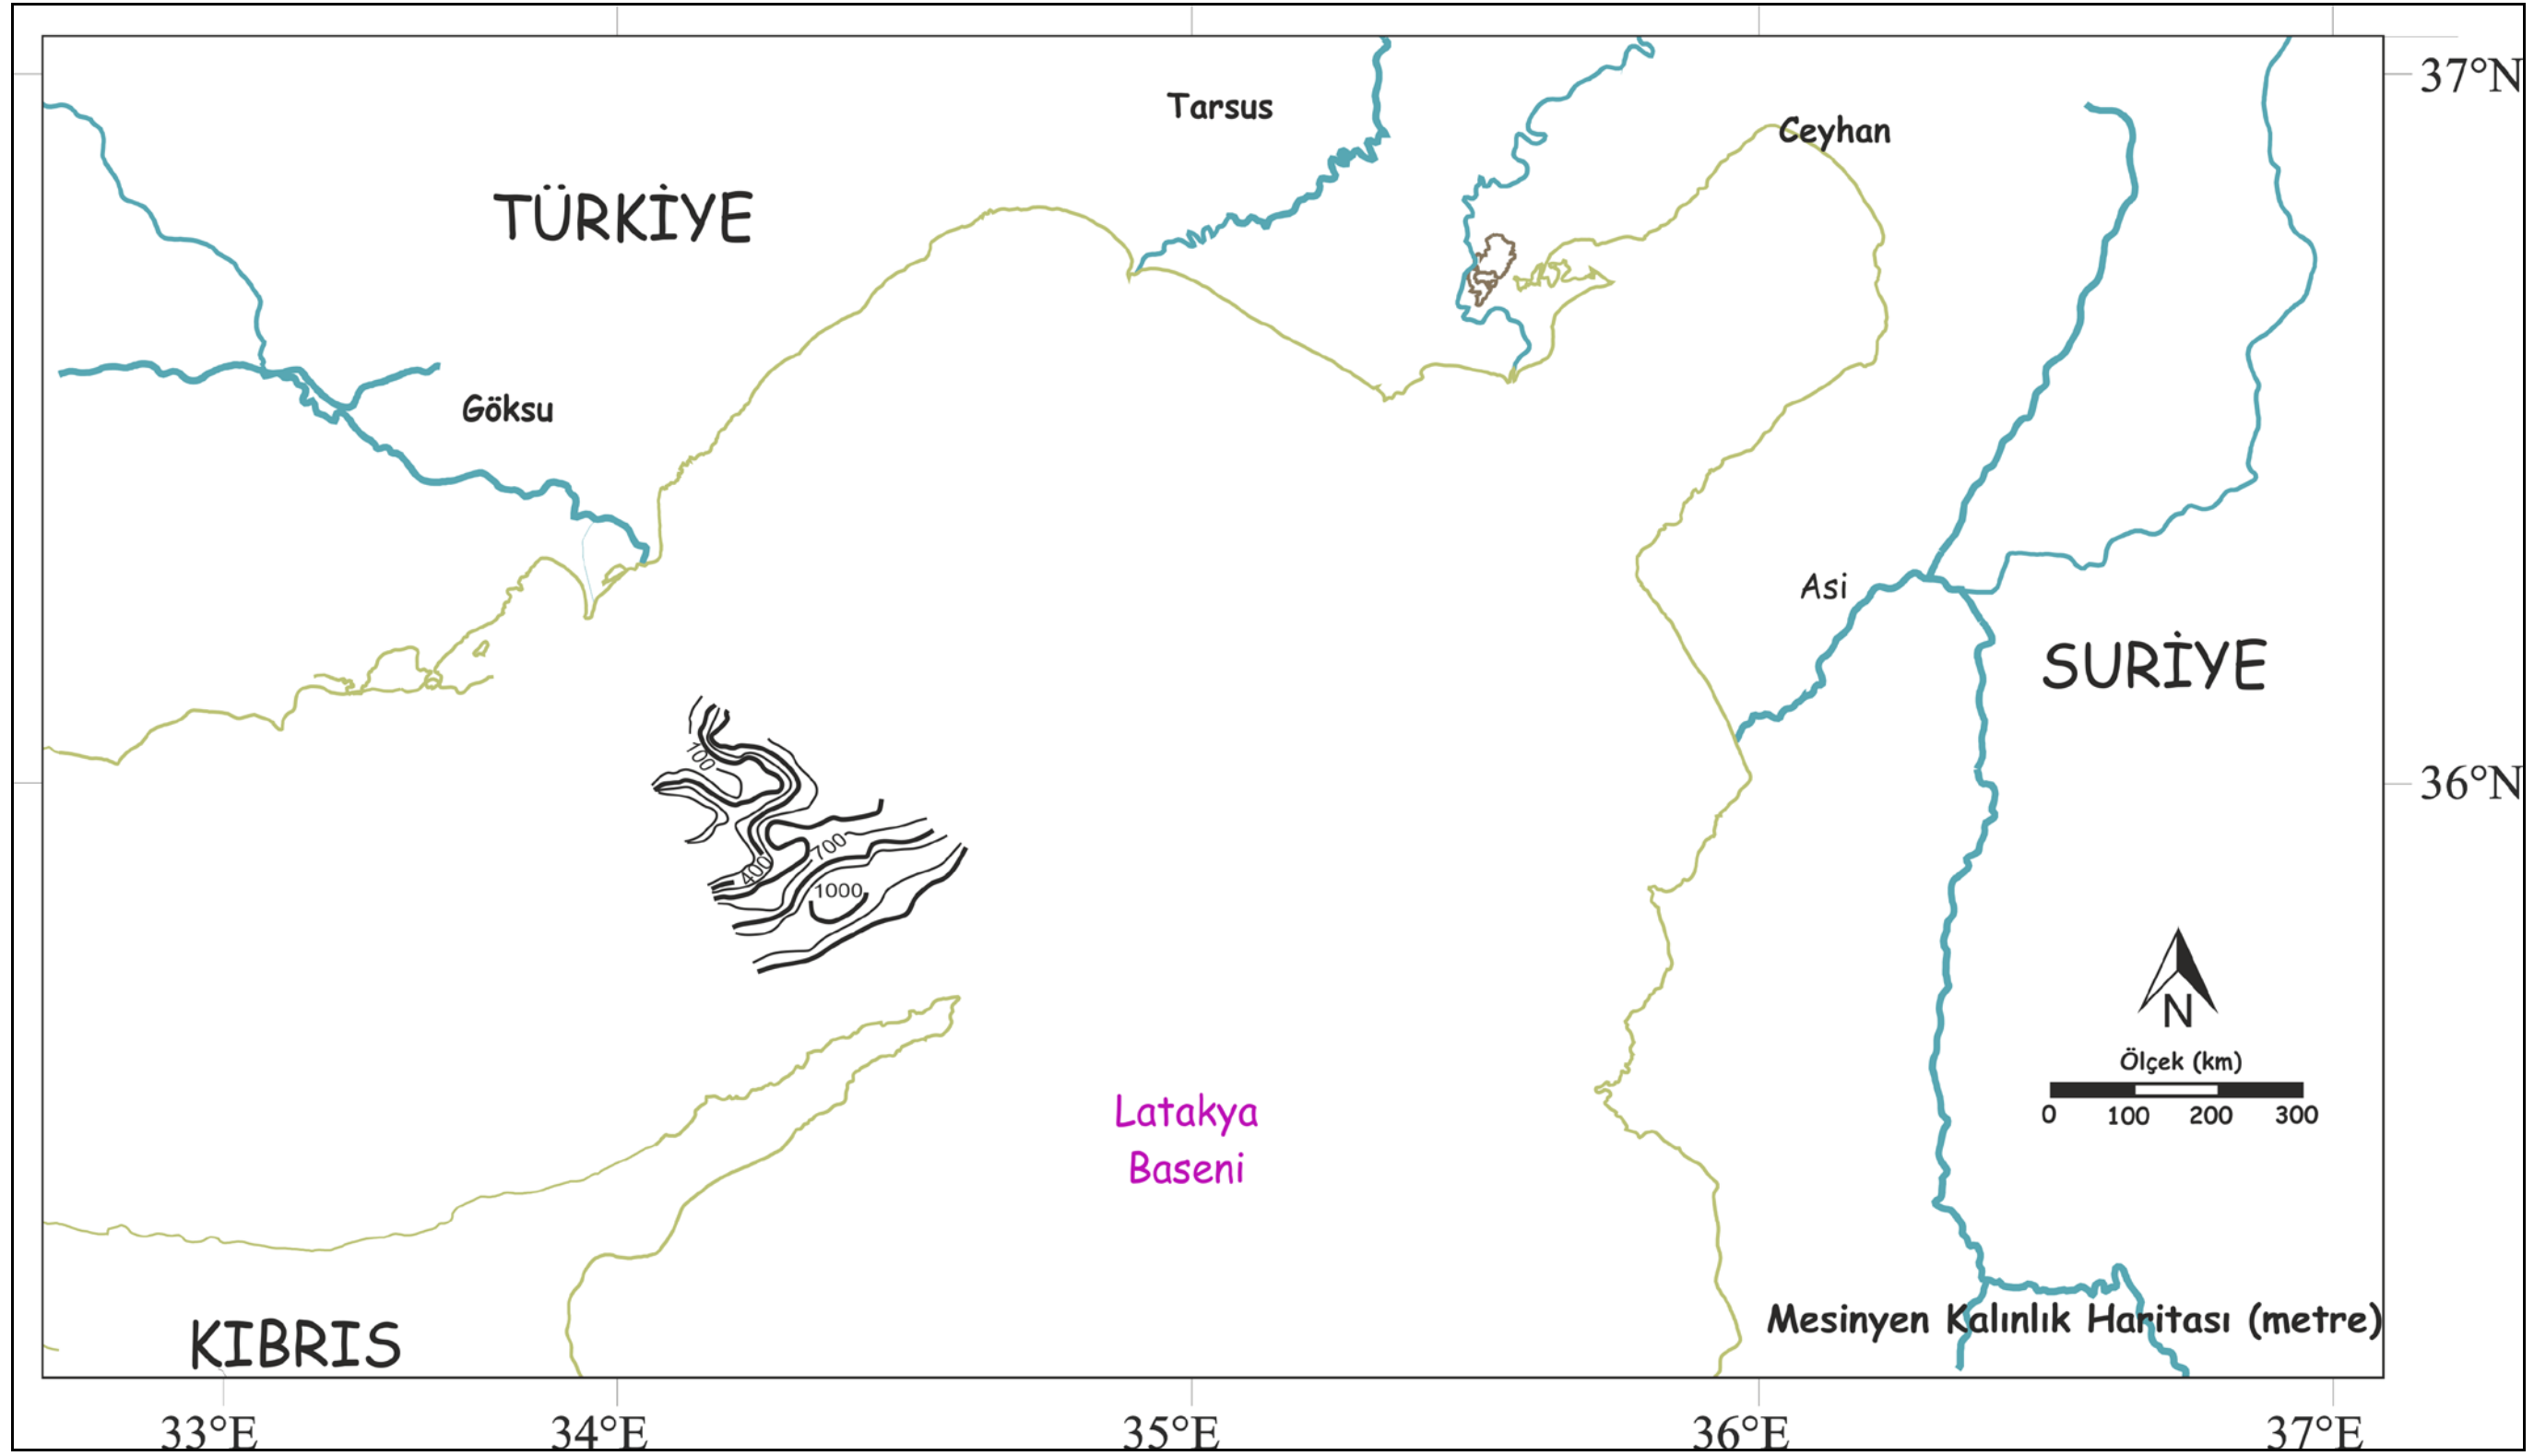 37°N
Tarsus
Ceyhan
TÜRKİYE
Göksu
Asi
SURİYE
100
36°N
700
400
1000
N
Ölçek (km)
0 100 200 300
Latakya
Baseni
Mesinyen Kalınlık Haritası (metre)
KIBRIS
33°E 34°E 35°E 36°E 37°E